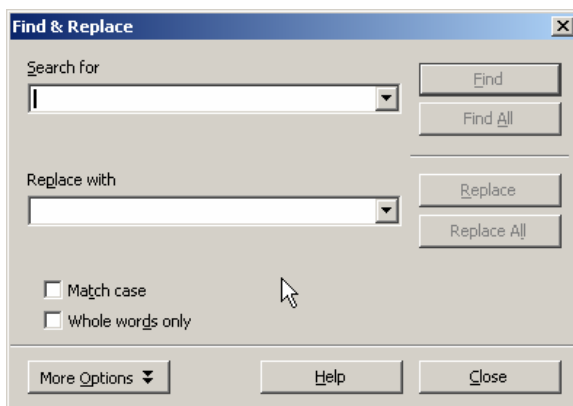 Find & Replace
Search for
Find
Find All
Replace with
Replace
Replace All
Match case
Whole words only
More Options
Help
Close